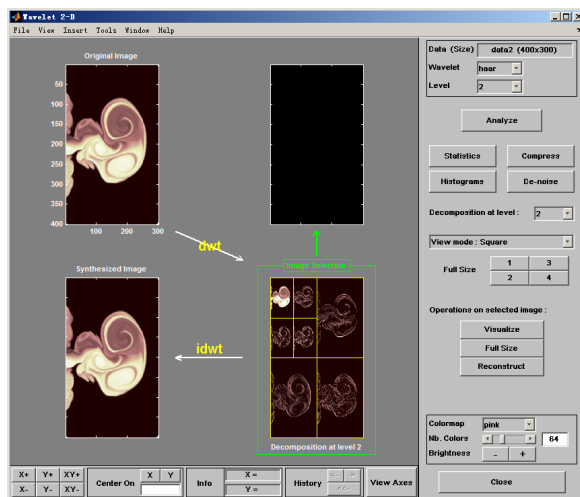 Wavelet 2-D
File View Insert Tools Window Help
Original Image
50
100
150
200
250
300
350
400
100 200 300
dwt
Image Selection
Synthesized Image
idwt
Decomposition at level 2
Data (Size) data2 (400x300)
Wavelet haar
Level 2
Analyze
Statistics Compress
Histograms De-noise
Decomposition at level : 2
View mode : Square
Full Size 1 3
2 4
Operations on selected image :
Visualize
Full Size
Reconstruct
Colormap pink
Nb. Colors 64
Brightness - +
Close
X+ Y+ XY+
X- Y- XY-
Center On X Y
Info X =
Y =
History <- ->
<<-
View Axes